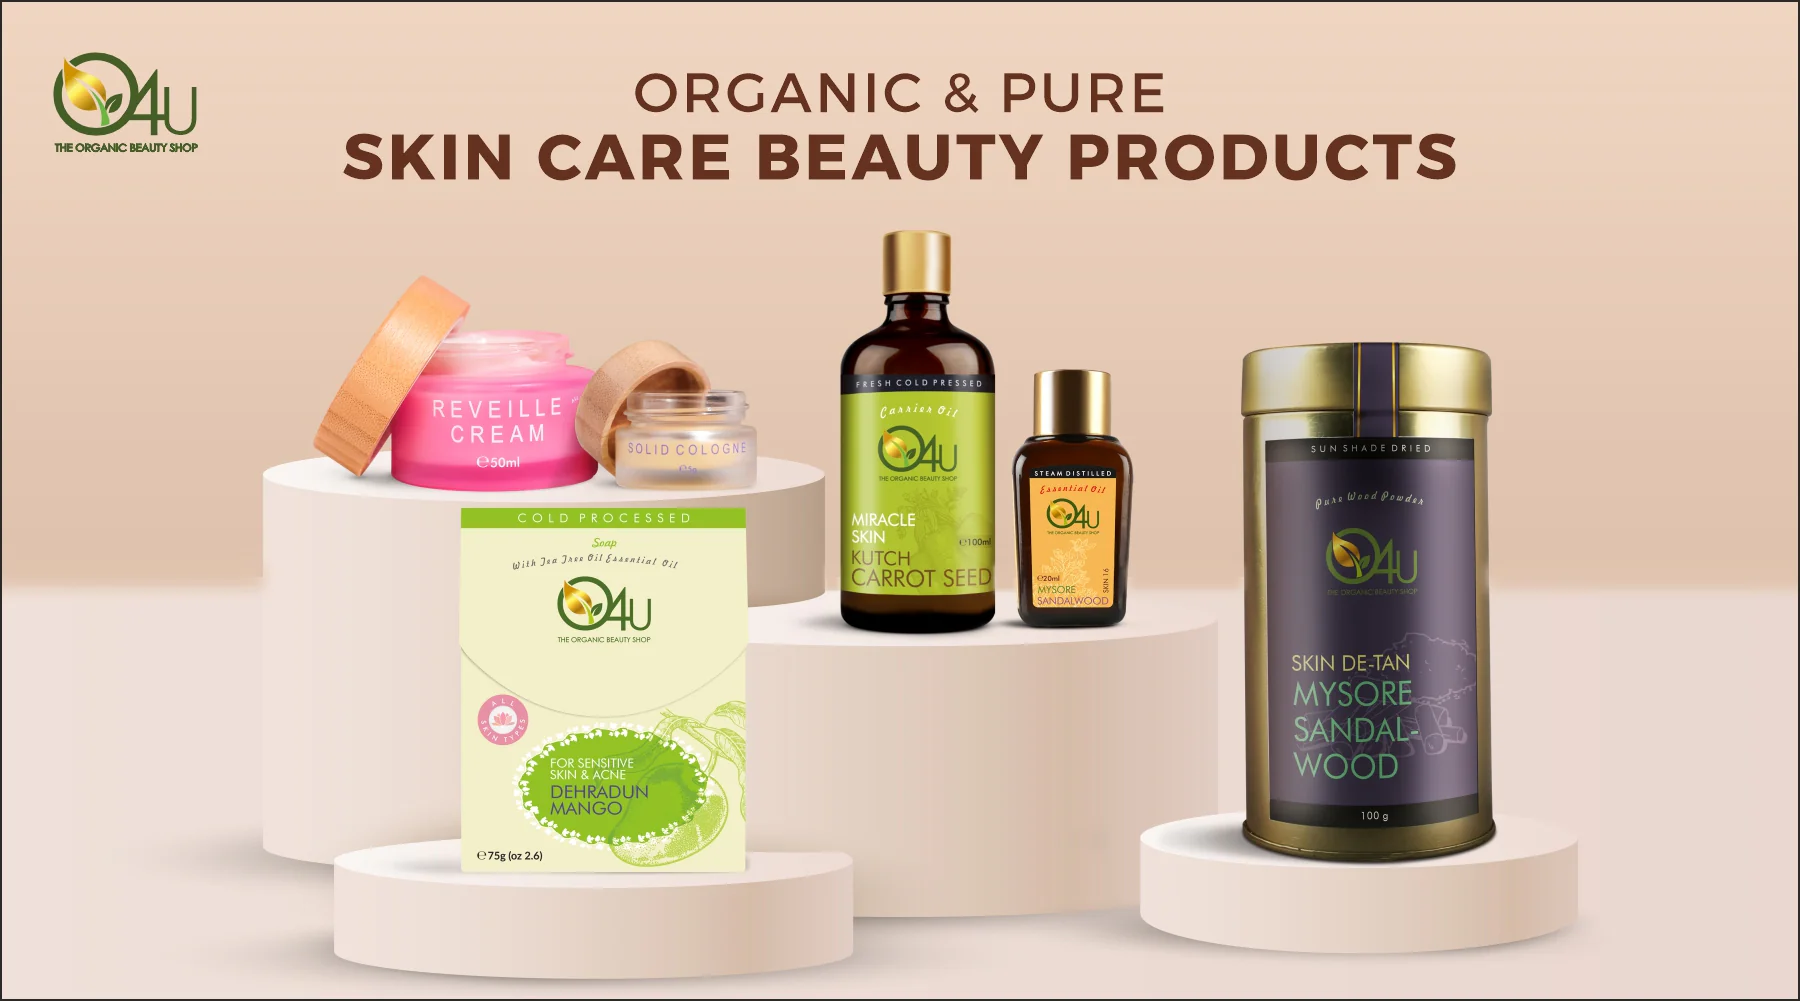 O4U
THE ORGANIC BEAUTY SHOP
ORGANIC & PURE
SKIN CARE BEAUTY PRODUCTS
REVEILLE
CREAM
℮50ml
SOLID COLOGNE
℮5g
COLD PROCESSED
Soap
With Tea Tree Oil Essential Oil
O4U
THE ORGANIC BEAUTY SHOP
ALL
SKIN TYPES
FOR SENSITIVE
SKIN & ACNE
DEHRADUN
MANGO
℮75g (oz 2.6)
FRESH COLD PRESSED
Carrier Oil
O4U
THE ORGANIC BEAUTY SHOP
MIRACLE
SKIN
℮100ml
KUTCH
CARROT SEED
STEAM DISTILLED
Essential Oil
O4U
THE ORGANIC BEAUTY SHOP
℮20ml
MYSORE
SANDALWOOD
SKIN 16
SUN SHADE DRIED
Pure Wood Powder
O4U
THE ORGANIC BEAUTY SHOP
SKIN DE-TAN
MYSORE
SANDAL-
WOOD
100 g